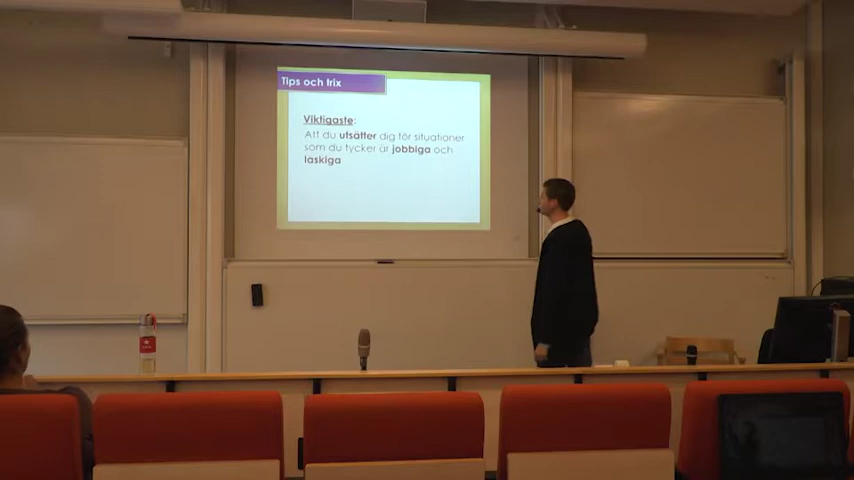 Tips och trix
Viktigaste:
Att du utsätter dig för situationer
som du tycker är jobbiga och
läskiga